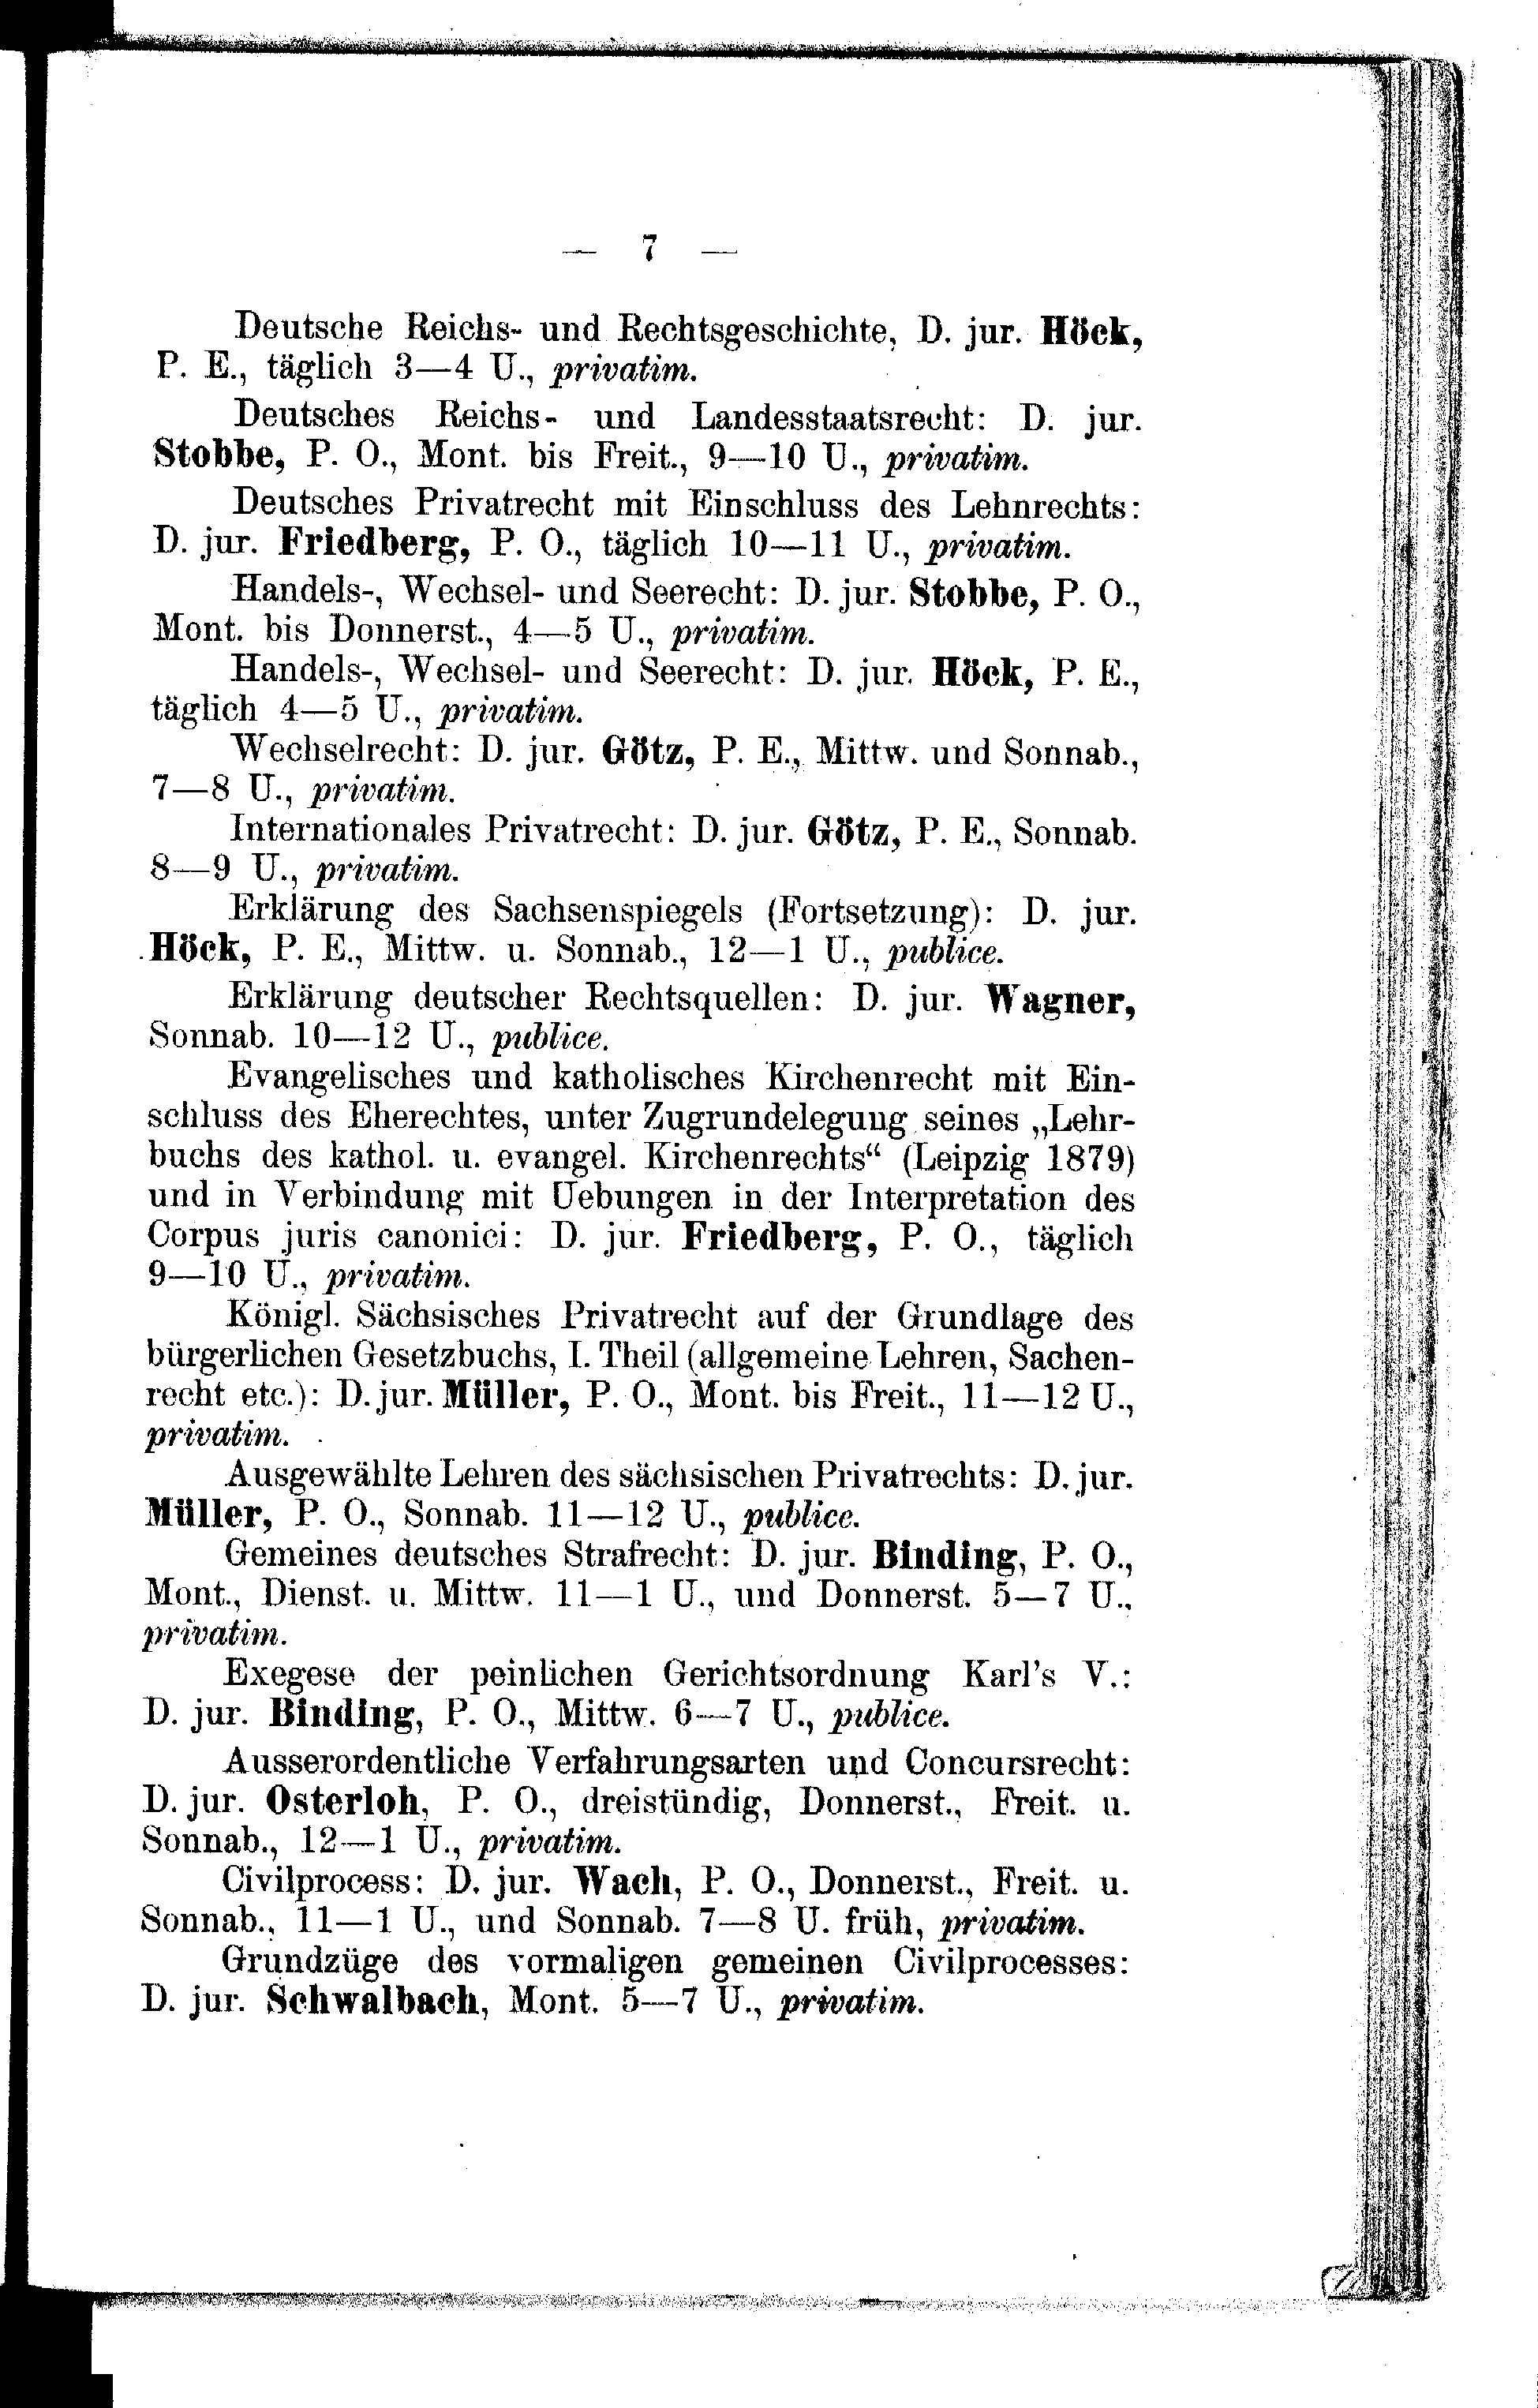 — 7 —
Deutsche Reichs- und Rechtsgeschichte, D. jur. Höck,
P. E., täglich 3—4 U., privatim.
Deutsches Reichs- und Landesstaatsrecht: D. jur.
Stobbe, P. O., Mont. bis Freit., 9—10 U., privatim.
Deutsches Privatrecht mit Einschluss des Lehnrechts:
D. jur. Friedberg, P. O., täglich 10—11 U., privatim.
Handels-, Wechsel- und Seerecht: D. jur. Stobbe, P. O.,
Mont. bis Donnerst., 4—5 U., privatim.
Handels-, Wechsel- und Seerecht: D. jur. Höck, P. E.,
täglich 4—5 U., privatim.
Wechselrecht: D. jur. Götz, P. E., Mittw. und Sonnab.,
7—8 U., privatim.
Internationales Privatrecht: D. jur. Götz, P. E., Sonnab.
8—9 U., privatim.
Erklärung des Sachsenspiegels (Fortsetzung): D. jur.
Höck, P. E., Mittw. u. Sonnab., 12—1 U., publice.
Erklärung deutscher Rechtsquellen: D. jur. Wagner,
Sonnab. 10—12 U., publice.
Evangelisches und katholisches Kirchenrecht mit Ein-
schluss des Eherechtes, unter Zugrundelegung seines „Lehr-
buchs des kathol. u. evangel. Kirchenrechts“ (Leipzig 1879)
und in Verbindung mit Uebungen in der Interpretation des
Corpus juris canonici: D. jur. Friedberg, P. O., täglich
9—10 U., privatim.
Königl. Sächsisches Privatrecht auf der Grundlage des
bürgerlichen Gesetzbuchs, I. Theil (allgemeine Lehren, Sachen-
recht etc.): D. jur. Müller, P. O., Mont. bis Freit., 11—12 U.,
privatim.
Ausgewählte Lehren des sächsischen Privatrechts: D. jur.
Müller, P. O., Sonnab. 11—12 U., publice.
Gemeines deutsches Strafrecht: D. jur. Binding, P. O.,
Mont., Dienst. u. Mittw. 11—1 U., und Donnerst. 5—7 U.,
privatim.
Exegese der peinlichen Gerichtsordnung Karl's V.:
D. jur. Binding, P. O., Mittw. 6—7 U., publice.
Ausserordentliche Verfahrungsarten und Concursrecht:
D. jur. Osterloh, P. O., dreistündig, Donnerst., Freit. u.
Sonnab., 12—1 U., privatim.
Civilprocess: D. jur. Wach, P. O., Donnerst., Freit. u.
Sonnab., 11—1 U., und Sonnab. 7—8 U. früh, privatim.
Grundzüge des vormaligen gemeinen Civilprocesses:
D. jur. Schwalbach, Mont. 5—7 U., privatim.